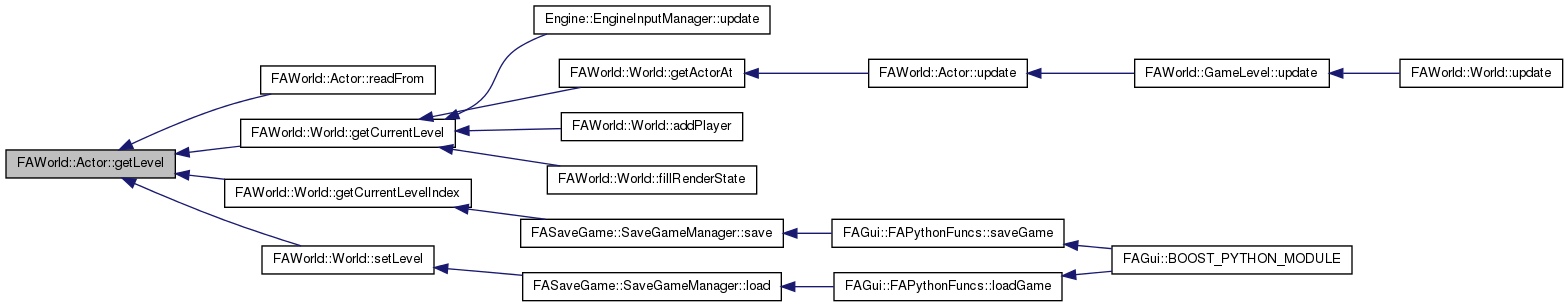 Engine::EngineInputManager::update
FAWorld::Actor::readFrom
FAWorld::World::getActorAt
FAWorld::Actor::update
FAWorld::GameLevel::update
FAWorld::World::update
FAWorld::World::getCurrentLevel
FAWorld::World::addPlayer
FAWorld::Actor::getLevel
FAWorld::World::fillRenderState
FAWorld::World::getCurrentLevelIndex
FASaveGame::SaveGameManager::save
FAGui::FAPythonFuncs::saveGame
FAWorld::World::setLevel
FAGui::BOOST_PYTHON_MODULE
FASaveGame::SaveGameManager::load
FAGui::FAPythonFuncs::loadGame